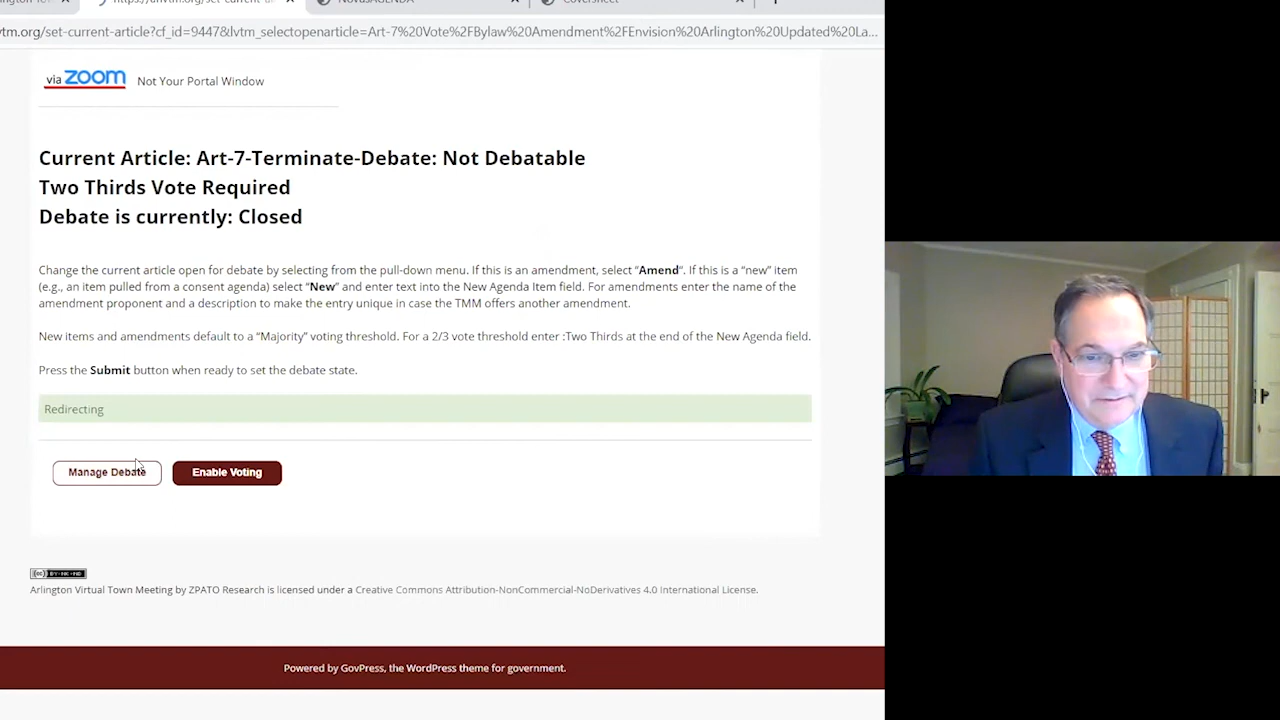 NovusAGENDA
CoverSheet
vtm.org/set-current-article?cf_id=9447&lvtm_selectopenarticle=Art-7%20Vote%2FBylaw%20Amendment%2FEnvision%20Arlington%20Updated%20La...
via zoom Not Your Portal Window
Current Article: Art-7-Terminate-Debate: Not Debatable
Two Thirds Vote Required
Debate is currently: Closed
Change the current article open for debate by selecting from the pull-down menu. If this is an amendment, select “Amend”. If this is a “new” item
(e.g., an item pulled from a consent agenda) select “New” and enter text into the New Agenda Item field. For amendments enter the name of the
amendment proponent and a description to make the entry unique in case the TMM offers another amendment.
New items and amendments default to a “Majority” voting threshold. For a 2/3 vote threshold enter :Two Thirds at the end of the New Agenda field.
Press the Submit button when ready to set the debate state.
Redirecting
Manage Debate
Enable Voting
Arlington Virtual Town Meeting by ZPATO Research is licensed under a Creative Commons Attribution-NonCommercial-NoDerivatives 4.0 International License.
Powered by GovPress, the WordPress theme for government.